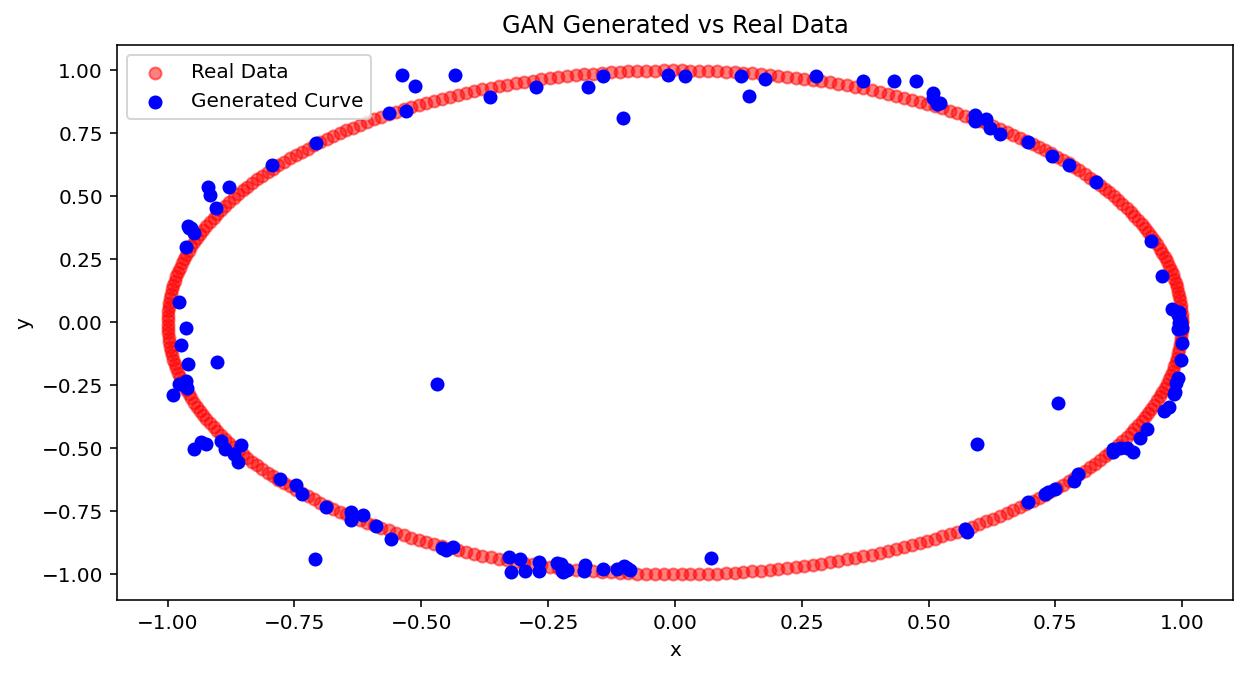 GAN Generated vs Real Data
Real Data
Generated Curve
1.00
0.75
0.50
0.25
0.00
−0.25
−0.50
−0.75
−1.00
y
−1.00 −0.75 −0.50 −0.25 0.00 0.25 0.50 0.75 1.00
x